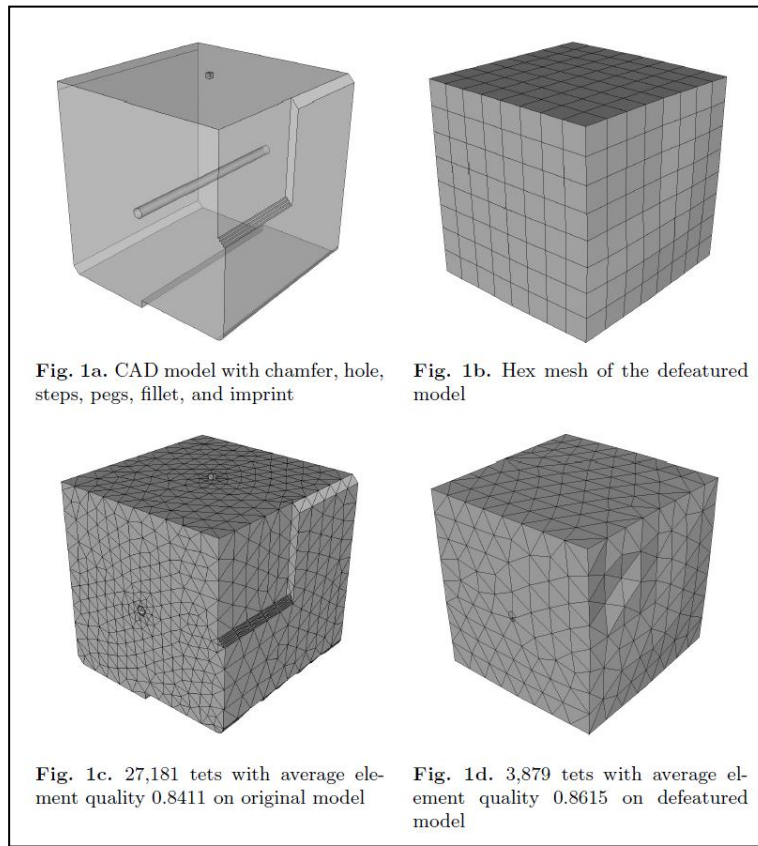 Fig. 1a. CAD model with chamfer, hole,
steps, pegs, fillet, and imprint
Fig. 1b. Hex mesh of the defeatured
model
Fig. 1c. 27,181 tets with average ele-
ment quality 0.8411 on original model
Fig. 1d. 3,879 tets with average el-
ement quality 0.8615 on defeatured
model